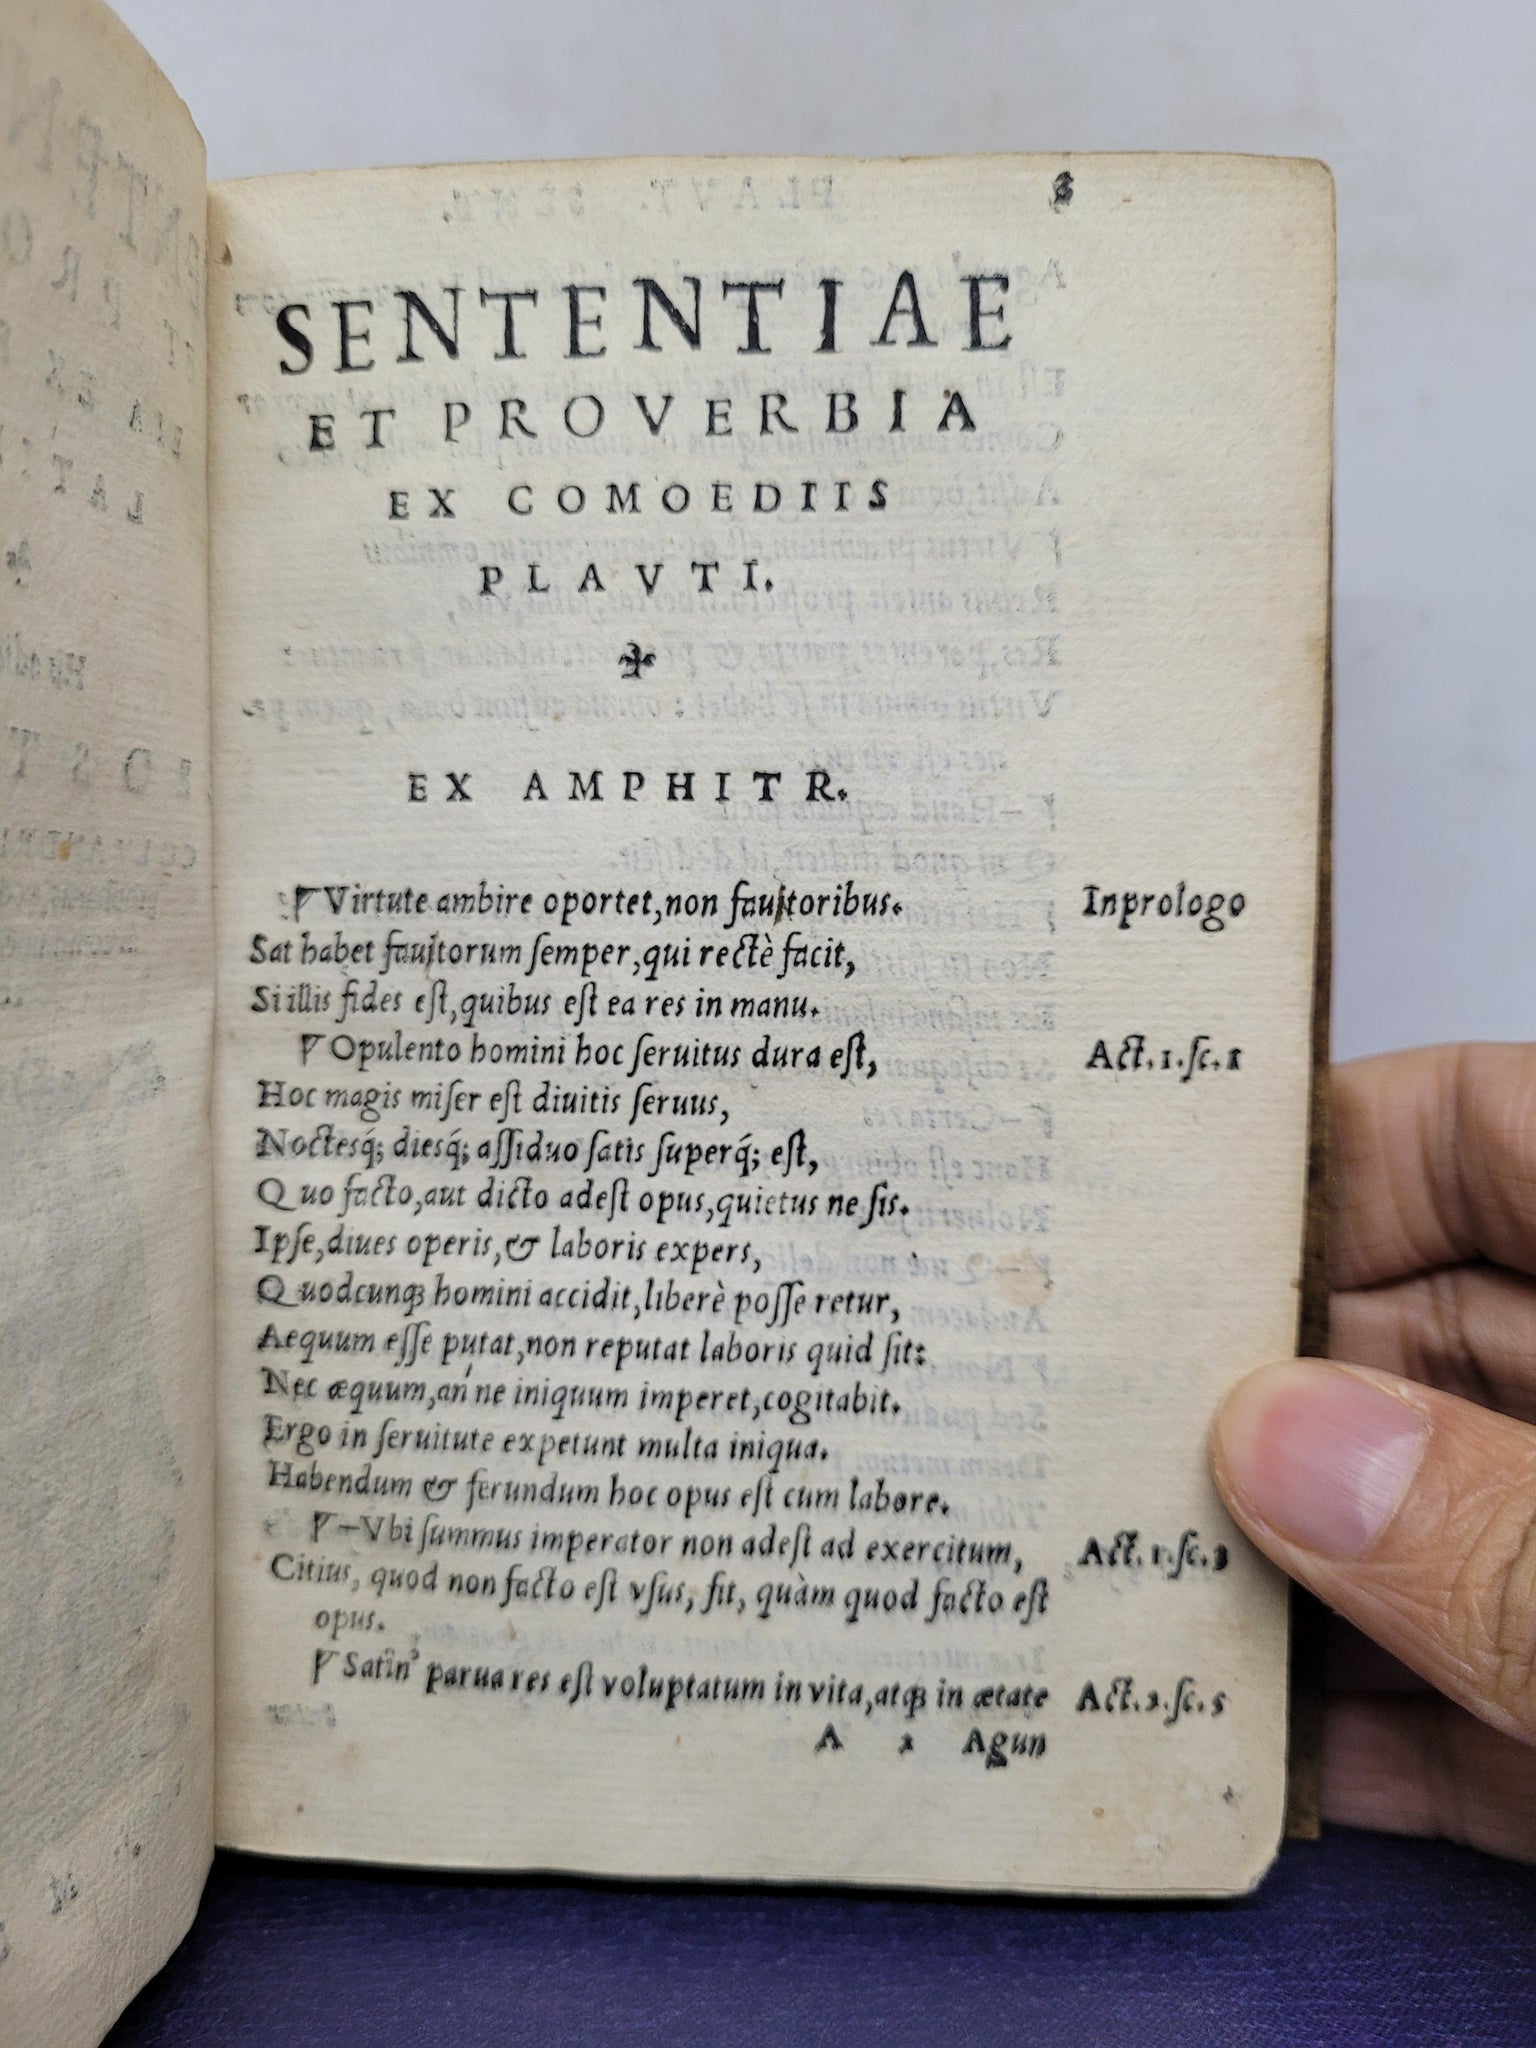 3
SENTENTIAE
ET PROVERBIA
EX COMOEDIIS
PLAVTI.
EX AMPHITR.
Virtute ambire oportet, non fauitoribus. In prologo
Sat habet fauitorum ſemper, qui rectè facit,
Si illis fides eſt, quibus eſt ea res in manu.
Opulento homini hoc ſeruitus dura eſt, Act. 1. ſc. 1
Hoc magis miſer eſt diuitis ſeruus,
Nocteſq́; dieſq́; aſſiduo ſatis ſuperq́; eſt,
Quo facto, aut dicto adeſt opus, quietus ne ſis.
Ipſe, diues operis, & laboris expers,
Quodcunq; homini accidit, liberè poſſe retur,
Aequum eſſe putat, non reputat laboris quid ſit:
Nec æquum, an'ne iniquum imperet, cogitabit.
Ergo in ſeruitute expetunt multa iniqua.
Habendum & ferundum hoc opus eſt cum labore.
—Vbi ſummus imperator non adeſt ad exercitum, Act. 1. ſc. 3
Citius, quod non facto eſt vſus, fit, quàm quod facto eſt
opus.
Satin' parua res eſt voluptatum in vita, atq; in ætate Act. 2. ſc. 5
A 2 Agun